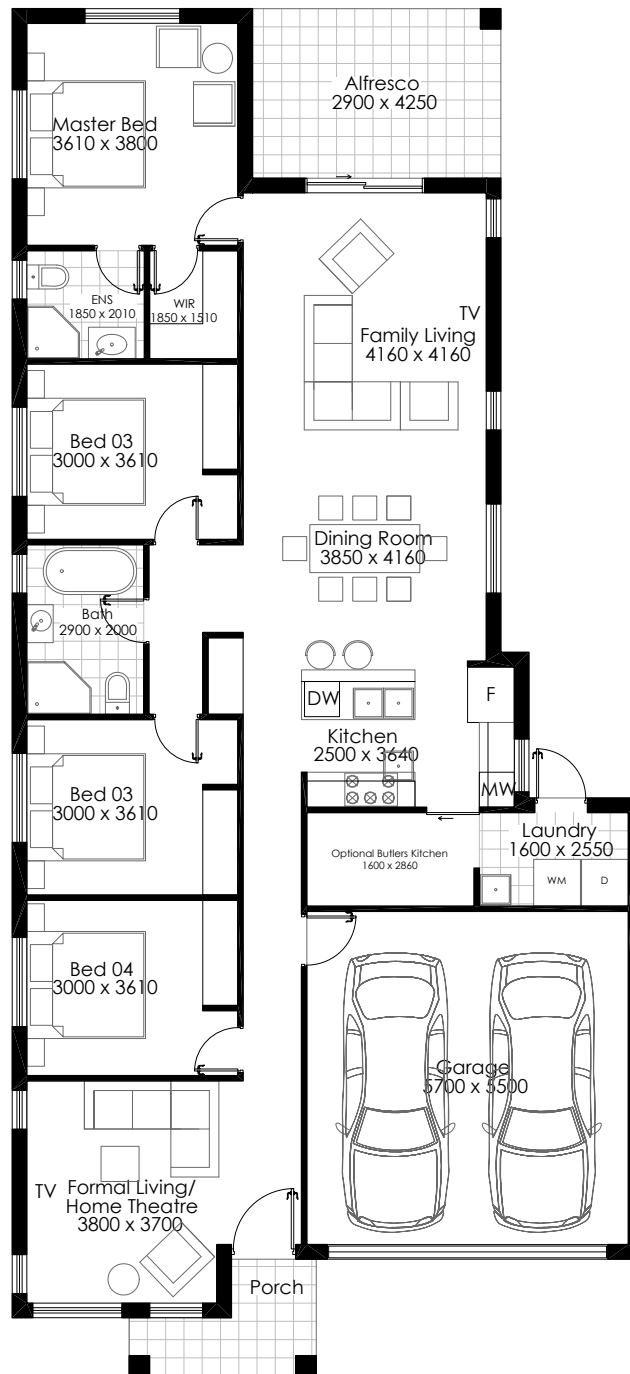 Alfresco
2900 x 4250
Master Bed
3610 x 3800
ENS
1850 x 2010
WIR
1850 x 1510
TV
Family Living
4160 x 4160
Bed 03
3000 x 3610
Dining Room
3850 x 4160
Bath
2900 x 2000
DW
F
Kitchen
2500 x 3640
MW
Bed 03
3000 x 3610
Laundry
1600 x 2550
Optional Butlers Kitchen
1600 x 2860
WM
D
Bed 04
3000 x 3610
Garage
5700 x 5500
TV
Formal Living/
Home Theatre
3800 x 3700
Porch